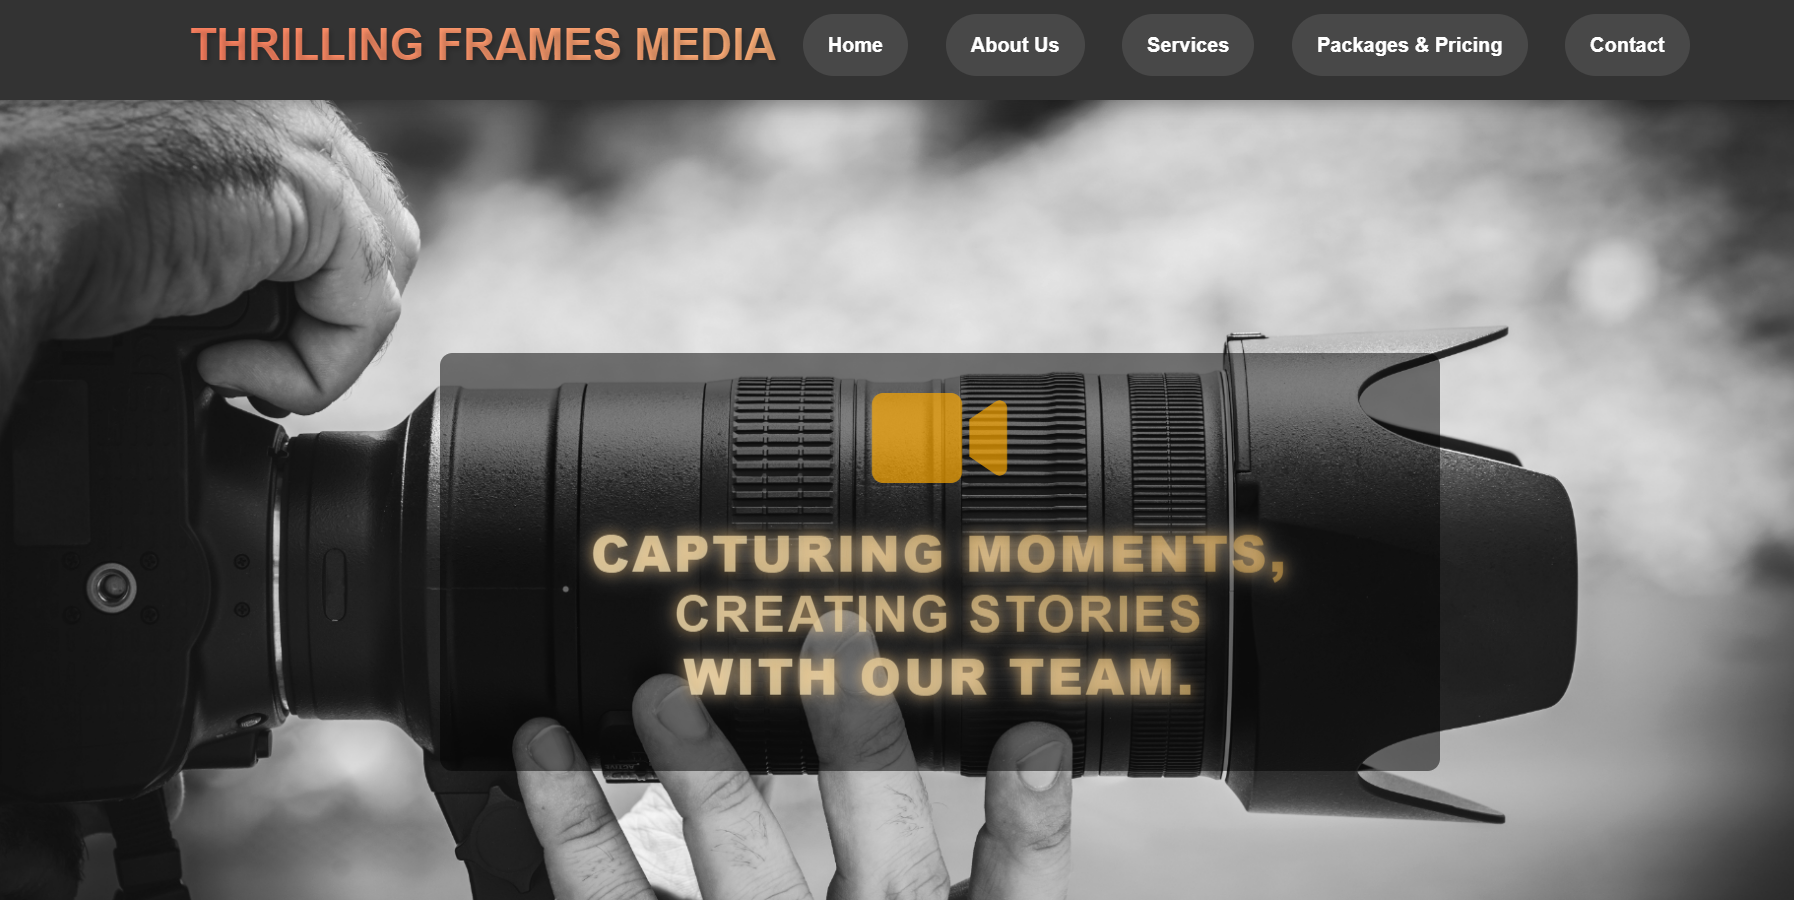 THRILLING FRAMES MEDIA
Home
About Us
Services
Packages & Pricing
Contact
CAPTURING MOMENTS,
CREATING STORIES
WITH OUR TEAM.